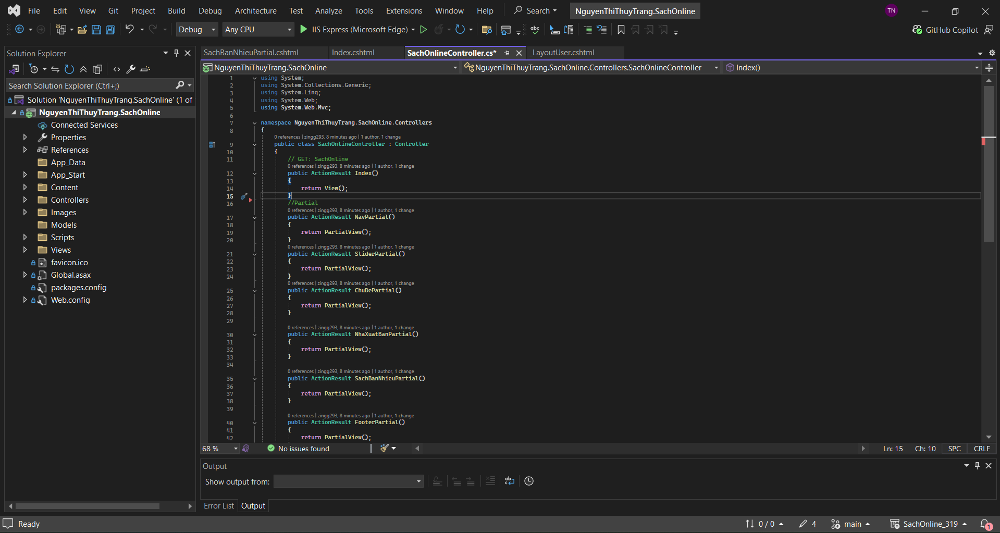 File Edit View Git Project Build Debug Architecture Test Analyze Tools Extensions Window Help Search NguyenThiThuyTrang.SachOnline TN
Debug Any CPU IIS Express (Microsoft Edge) abc GitHub Copilot
Solution Explorer
Search Solution Explorer (Ctrl+;)
Solution 'NguyenThiThuyTrang.SachOnline' (1 of
NguyenThiThuyTrang.SachOnline
Connected Services
Properties
References
App_Data
App_Start
Content
Controllers
Images
Models
Scripts
Views
favicon.ico
Global.asax
packages.config
Web.config
SachBanNhieuPartial.cshtml Index.cshtml SachOnlineController.cs* _LayoutUser.cshtml
NguyenThiThuyTrang.SachOnline NguyenThiThuyTrang.SachOnline.Controllers.SachOnlineController Index()
1 using System;
2 using System.Collections.Generic;
3 using System.Linq;
4 using System.Web;
5 using System.Web.Mvc;
6
7 namespace NguyenThiThuyTrang.SachOnline.Controllers
8 {
0 references | zingg293, 8 minutes ago | 1 author, 1 change
9 public class SachOnlineController : Controller
10 {
11 // GET: SachOnline
0 references | zingg293, 8 minutes ago | 1 author, 1 change
12 public ActionResult Index()
13 {
14 return View();
15 }
16 //Partial
0 references | zingg293, 8 minutes ago | 1 author, 1 change
17 public ActionResult NavPartial()
18 {
19 return PartialView();
20 }
0 references | zingg293, 8 minutes ago | 1 author, 1 change
21 public ActionResult SliderPartial()
22 {
23 return PartialView();
24 }
0 references | zingg293, 8 minutes ago | 1 author, 1 change
25 public ActionResult ChuDePartial()
26 {
27 return PartialView();
28 }
29
0 references | zingg293, 8 minutes ago | 1 author, 1 change
30 public ActionResult NhaXuatBanPartial()
31 {
32 return PartialView();
33 }
34
0 references | zingg293, 8 minutes ago | 1 author, 1 change
35 public ActionResult SachBanNhieuPartial()
36 {
37 return PartialView();
38 }
39
0 references | zingg293, 8 minutes ago | 1 author, 1 change
40 public ActionResult FooterPartial()
41 {
42 return PartialView();
68 % No issues found Ln: 15 Ch: 10 SPC CRLF
Output
Show output from:
Error List Output
Ready 0 / 0 4 main SachOnline_319 1